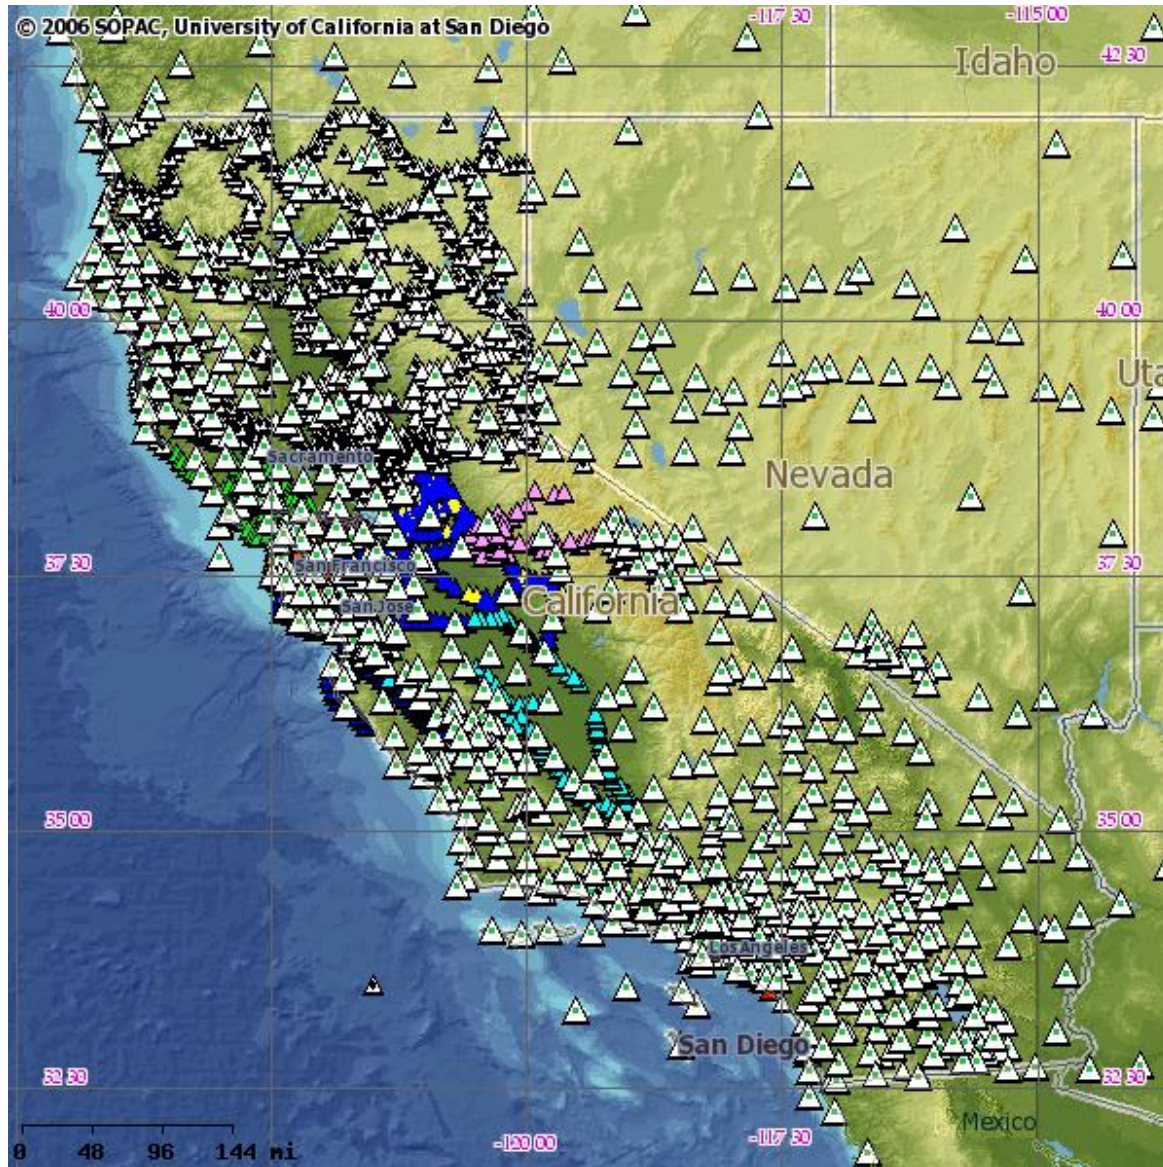 © 2006 SOPAC, University of California at San Diego
-117 30
-115 00
Idaho
42 30
40 00
40 00
Uta
Sacramento
Nevada
37 30
San Francisco
37 30
San Jose
California
35 00
35 00
Los Angeles
San Diego
32 30
32 30
Mexico
0 48 96 144 mi
-120 00
-117 30